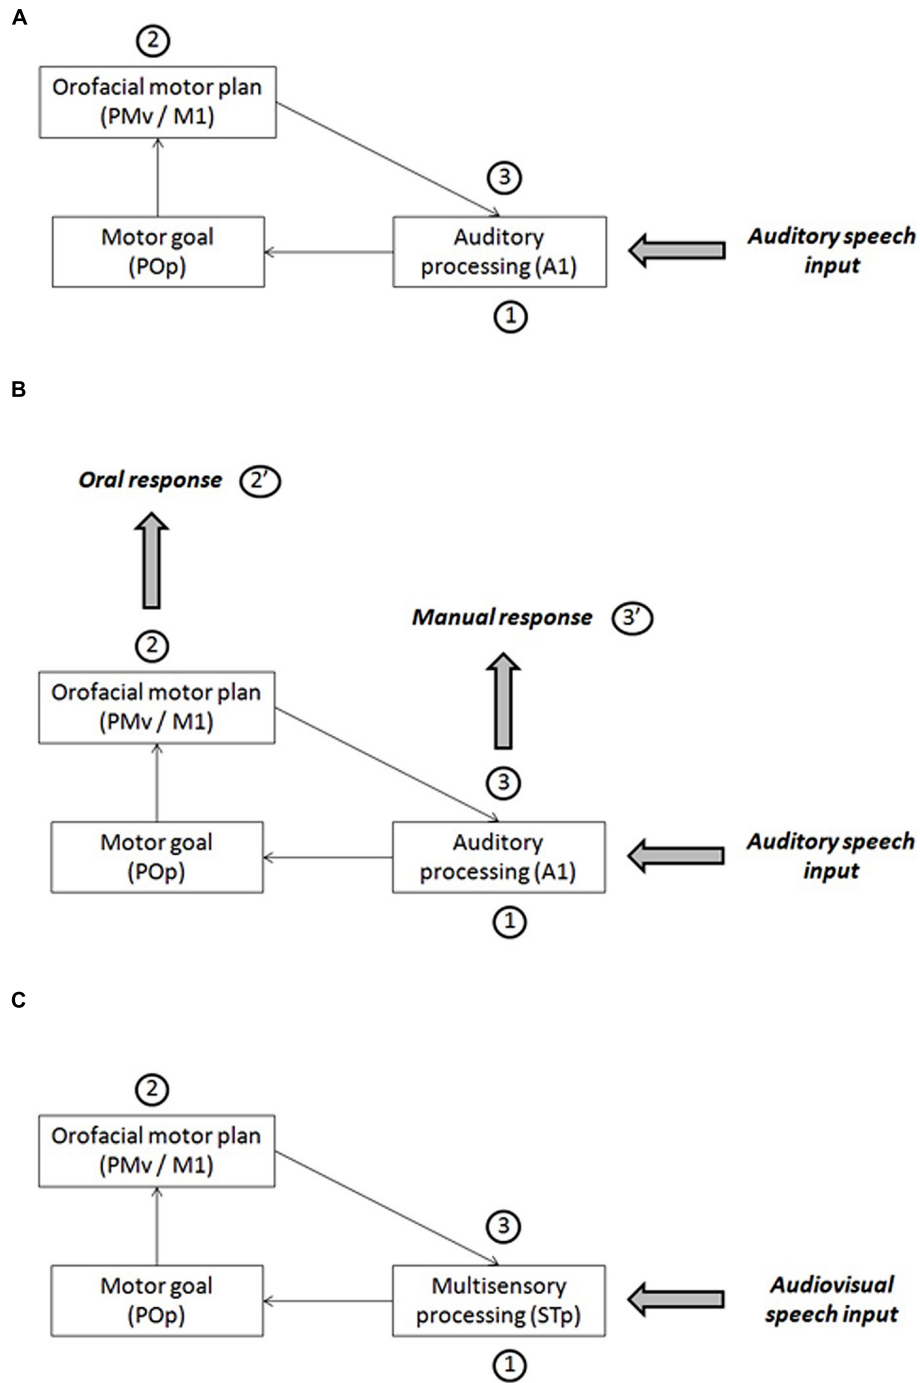 A
2
Orofacial motor plan
(PMv / M1)
3
Motor goal
(POp)
Auditory
processing (A1)
Auditory speech
input
1
B
Oral response 2’
Manual response 3’
2
Orofacial motor plan
(PMv / M1)
3
Motor goal
(POp)
Auditory
processing (A1)
Auditory speech
input
1
C
2
Orofacial motor plan
(PMv / M1)
3
Motor goal
(POp)
Multisensory
processing (STp)
Audiovisual
speech input
1